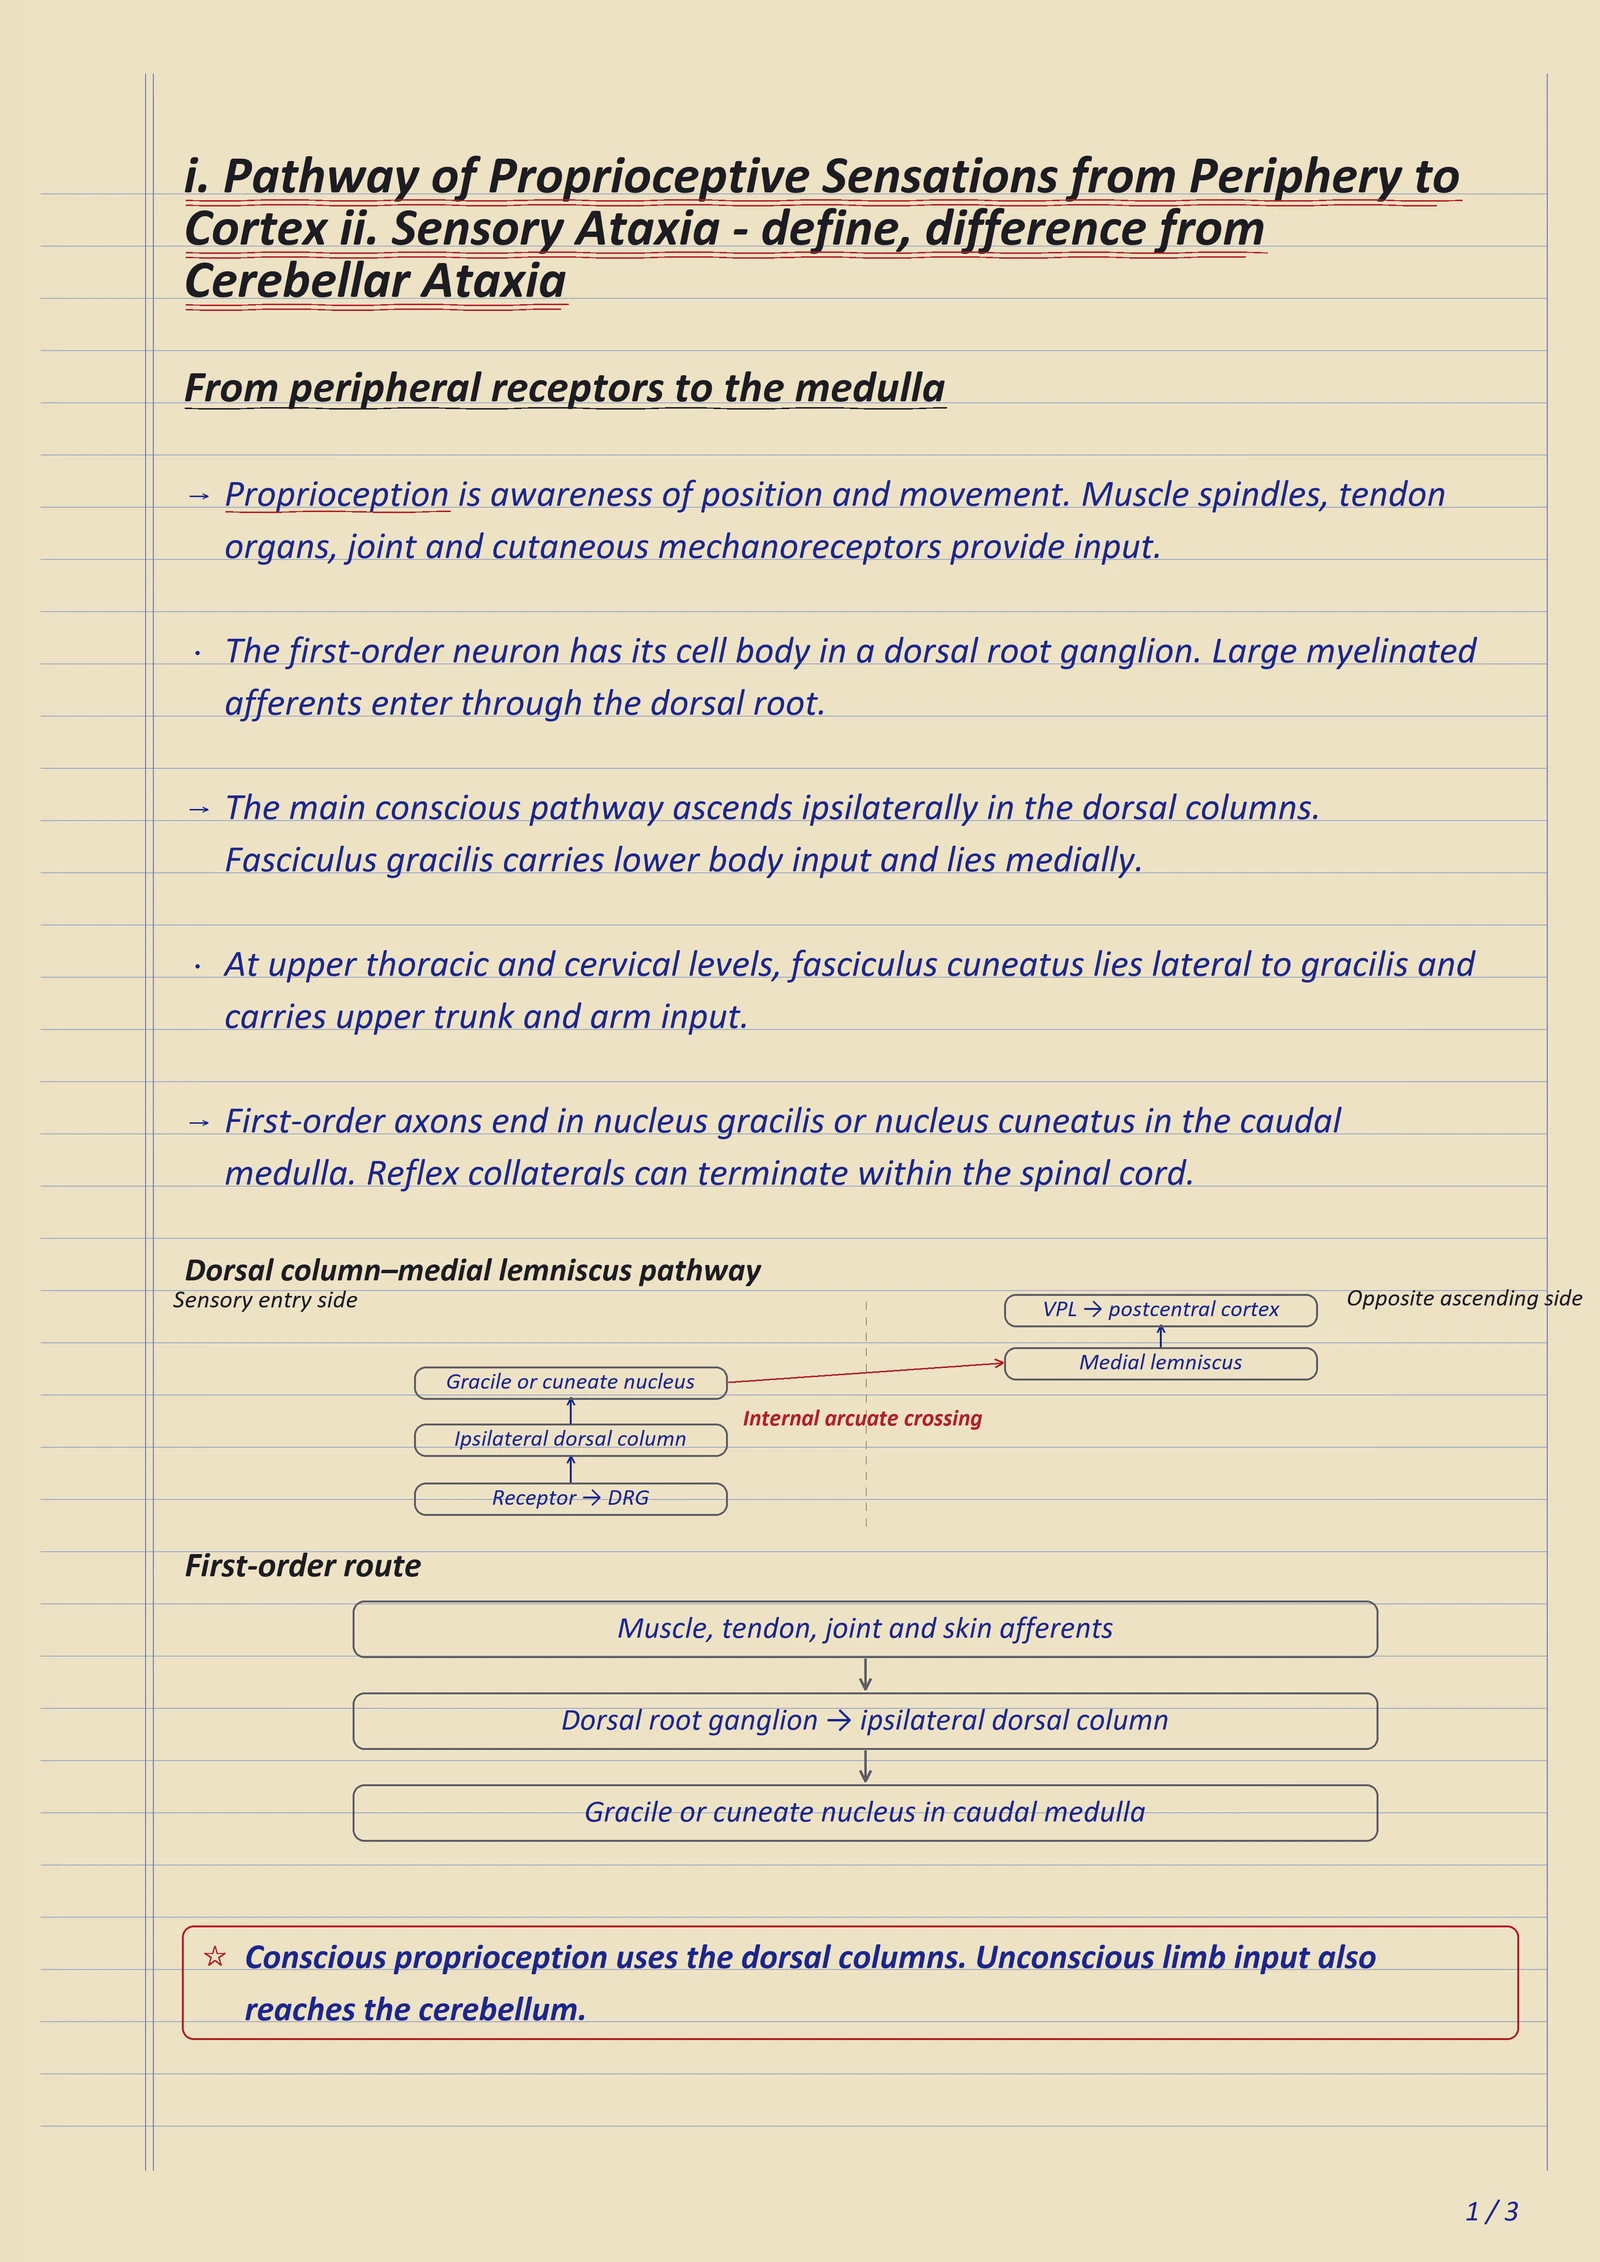 i. Pathway of Proprioceptive Sensations from Periphery to
Cortex ii. Sensory Ataxia - define, difference from
Cerebellar Ataxia
From peripheral receptors to the medulla
→ Proprioception is awareness of position and movement. Muscle spindles, tendon
organs, joint and cutaneous mechanoreceptors provide input.
· The first-order neuron has its cell body in a dorsal root ganglion. Large myelinated
afferents enter through the dorsal root.
→ The main conscious pathway ascends ipsilaterally in the dorsal columns.
Fasciculus gracilis carries lower body input and lies medially.
· At upper thoracic and cervical levels, fasciculus cuneatus lies lateral to gracilis and
carries upper trunk and arm input.
→ First-order axons end in nucleus gracilis or nucleus cuneatus in the caudal
medulla. Reflex collaterals can terminate within the spinal cord.
Dorsal column–medial lemniscus pathway
Sensory entry side
Opposite ascending side
VPL → postcentral cortex
Medial lemniscus
Gracile or cuneate nucleus
Internal arcuate crossing
Ipsilateral dorsal column
Receptor → DRG
First-order route
Muscle, tendon, joint and skin afferents
Dorsal root ganglion → ipsilateral dorsal column
Gracile or cuneate nucleus in caudal medulla
☆ Conscious proprioception uses the dorsal columns. Unconscious limb input also
reaches the cerebellum.
1 / 3